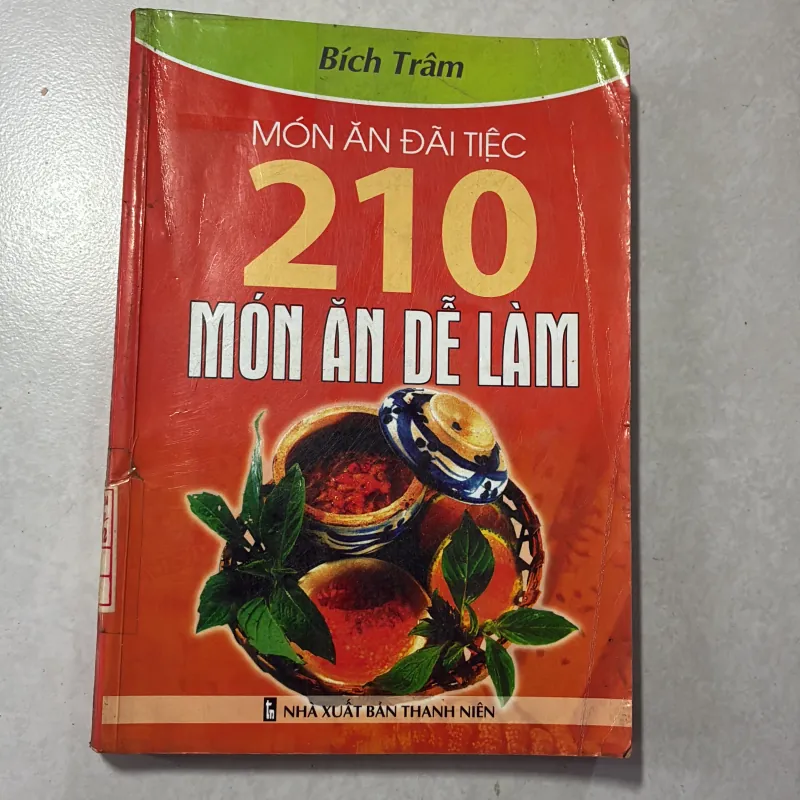 Bích Trâm
MÓN ĂN ĐÃI TIỆC
210
MÓN ĂN DỄ LÀM
NHÀ XUẤT BẢN THANH NIÊN